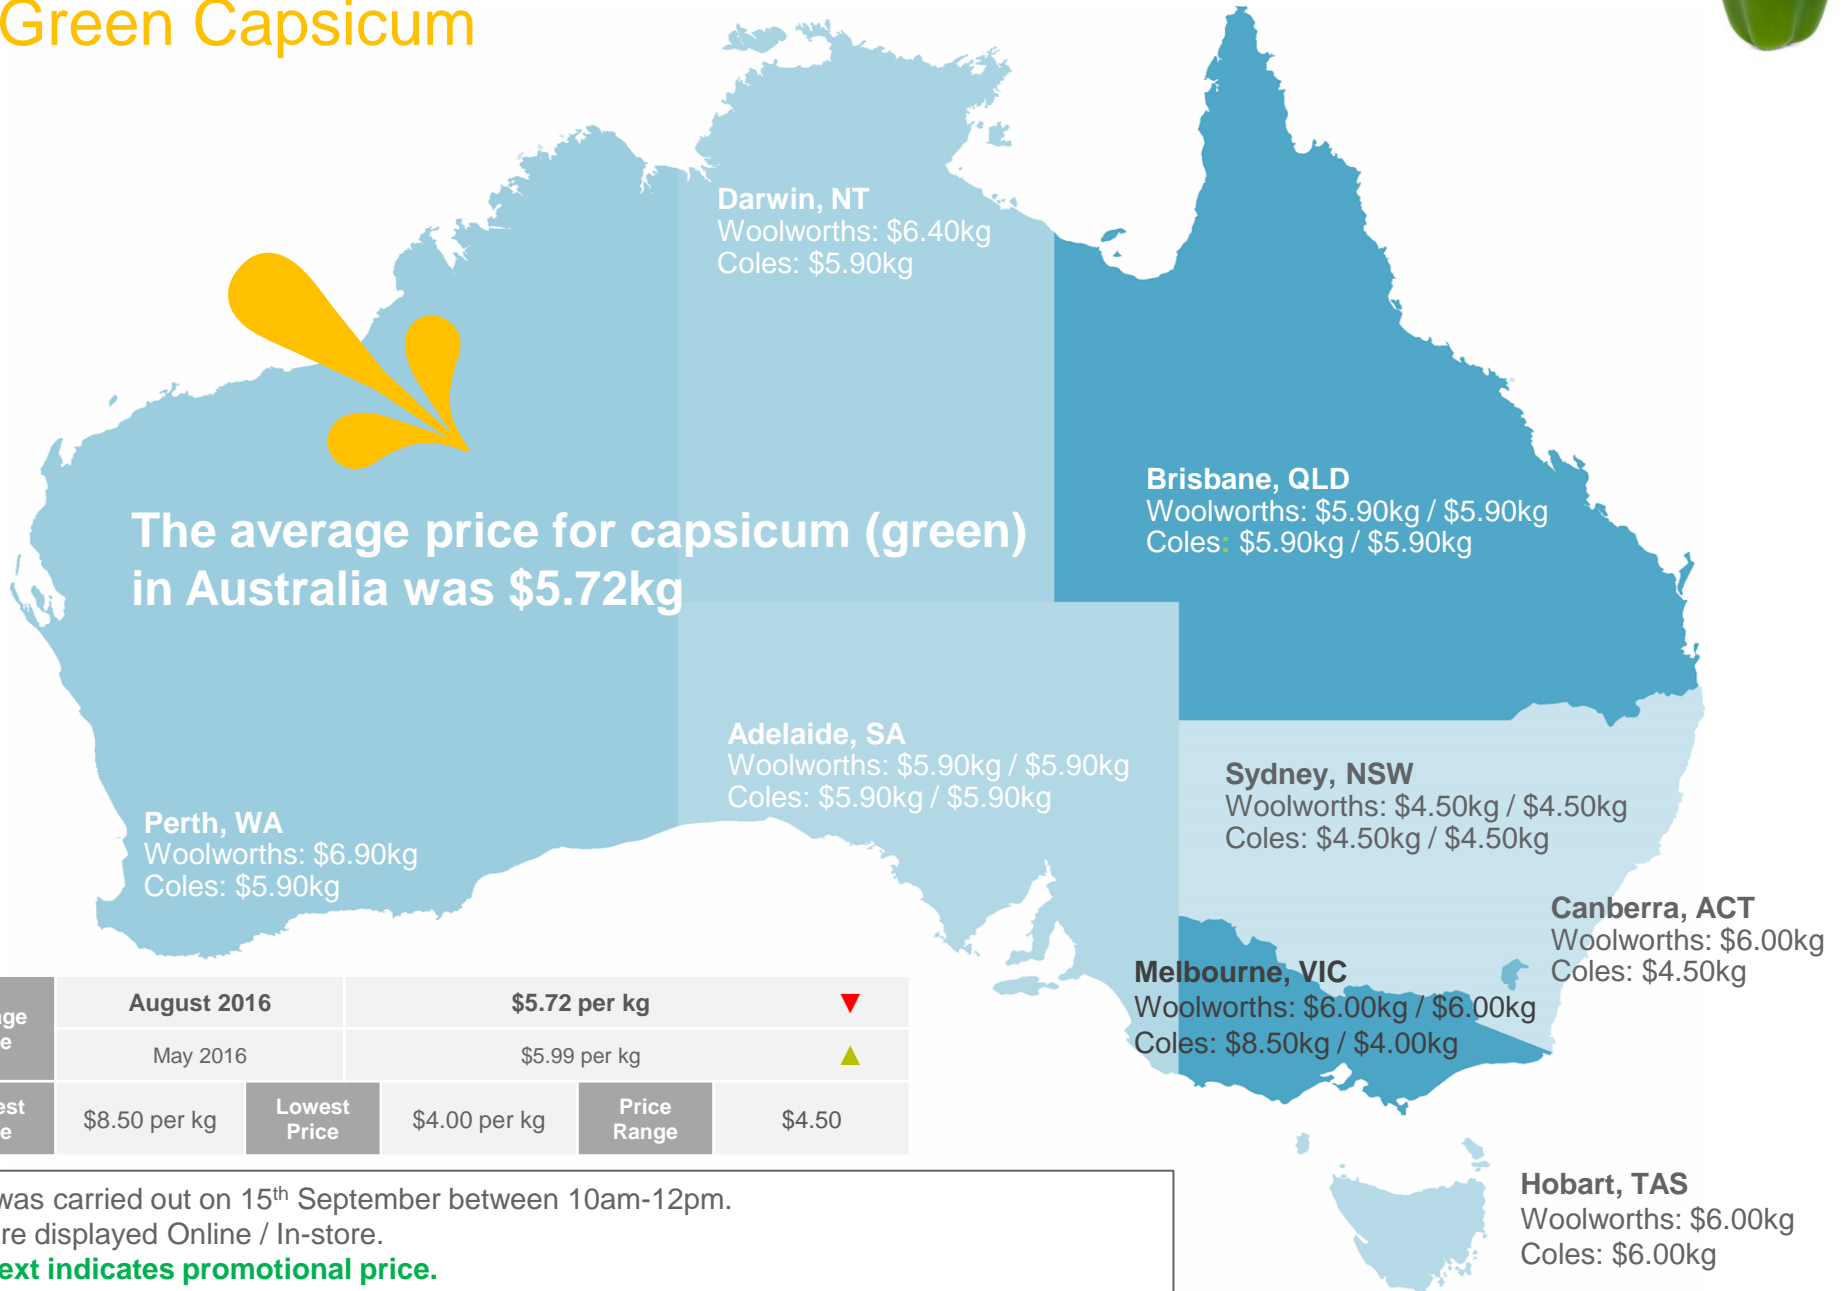 Green Capsicum
Darwin, NT
Woolworths: $6.40kg
Coles: $5.90kg
Brisbane, QLD
Woolworths: $5.90kg / $5.90kg
Coles: $5.90kg / $5.90kg
The average price for capsicum (green)
in Australia was $5.72kg
Adelaide, SA
Woolworths: $5.90kg / $5.90kg
Coles: $5.90kg / $5.90kg
Sydney, NSW
Woolworths: $4.50kg / $4.50kg
Coles: $4.50kg / $4.50kg
Perth, WA
Woolworths: $6.90kg
Coles: $5.90kg
Canberra, ACT
Woolworths: $6.00kg
Coles: $4.50kg
Melbourne, VIC
Woolworths: $6.00kg / $6.00kg
Coles: $8.50kg / $4.00kg
August 2016 $5.72 per kg ▼
May 2016 $5.99 per kg ▲
$8.50 per kg Lowest Price $4.00 per kg Price Range $4.50
Hobart, TAS
Woolworths: $6.00kg
Coles: $6.00kg
was carried out on 15th September between 10am-12pm.
re displayed Online / In-store.
ext indicates promotional price.